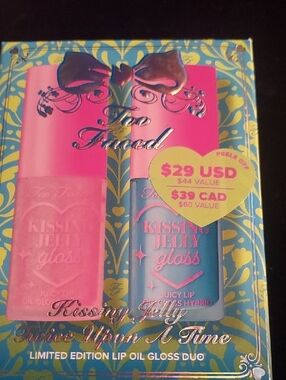 Too
Faced
PEELS OFF
$29 USD
$44 VALUE
$39 CAD
$60 VALUE
KISSING
JELLY
gloss
KISSING
JELLY
gloss
JUICY LIP
Kissing Jelly
Twice Upon A Time
LIMITED EDITION LIP OIL GLOSS DUO